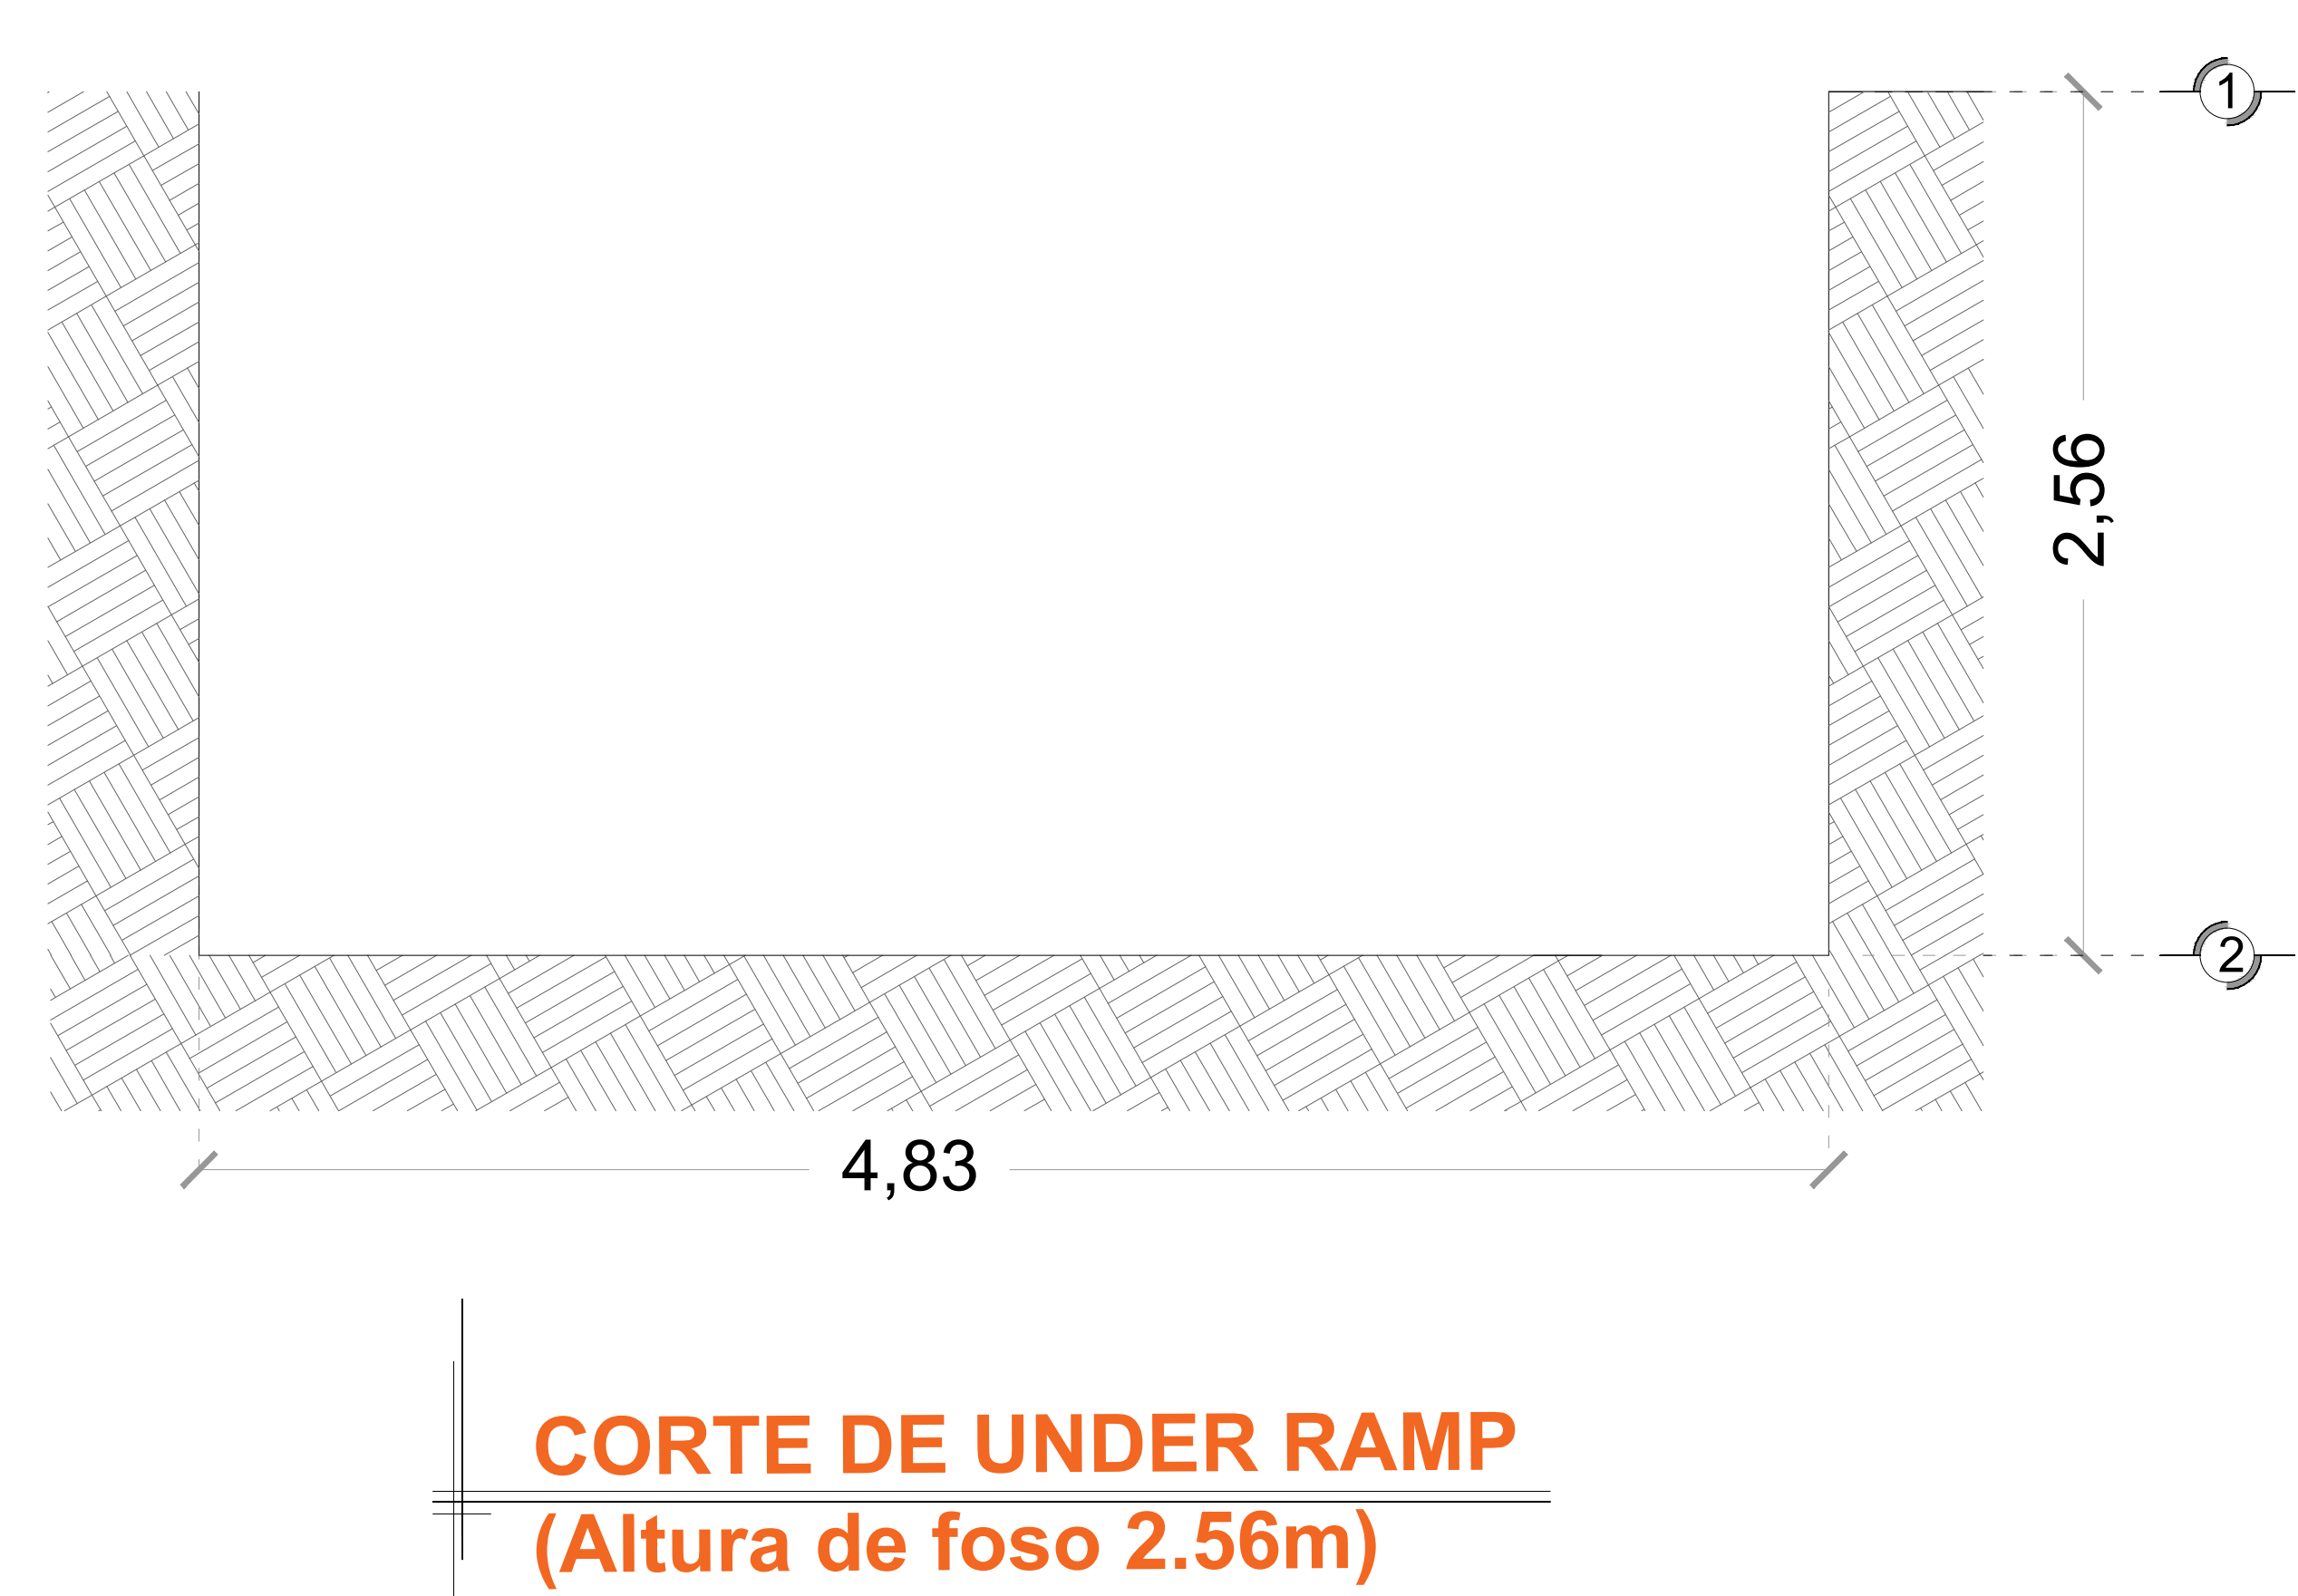 1
2,56
2
4,83
CORTE DE UNDER RAMP
(Altura de foso 2.56m)